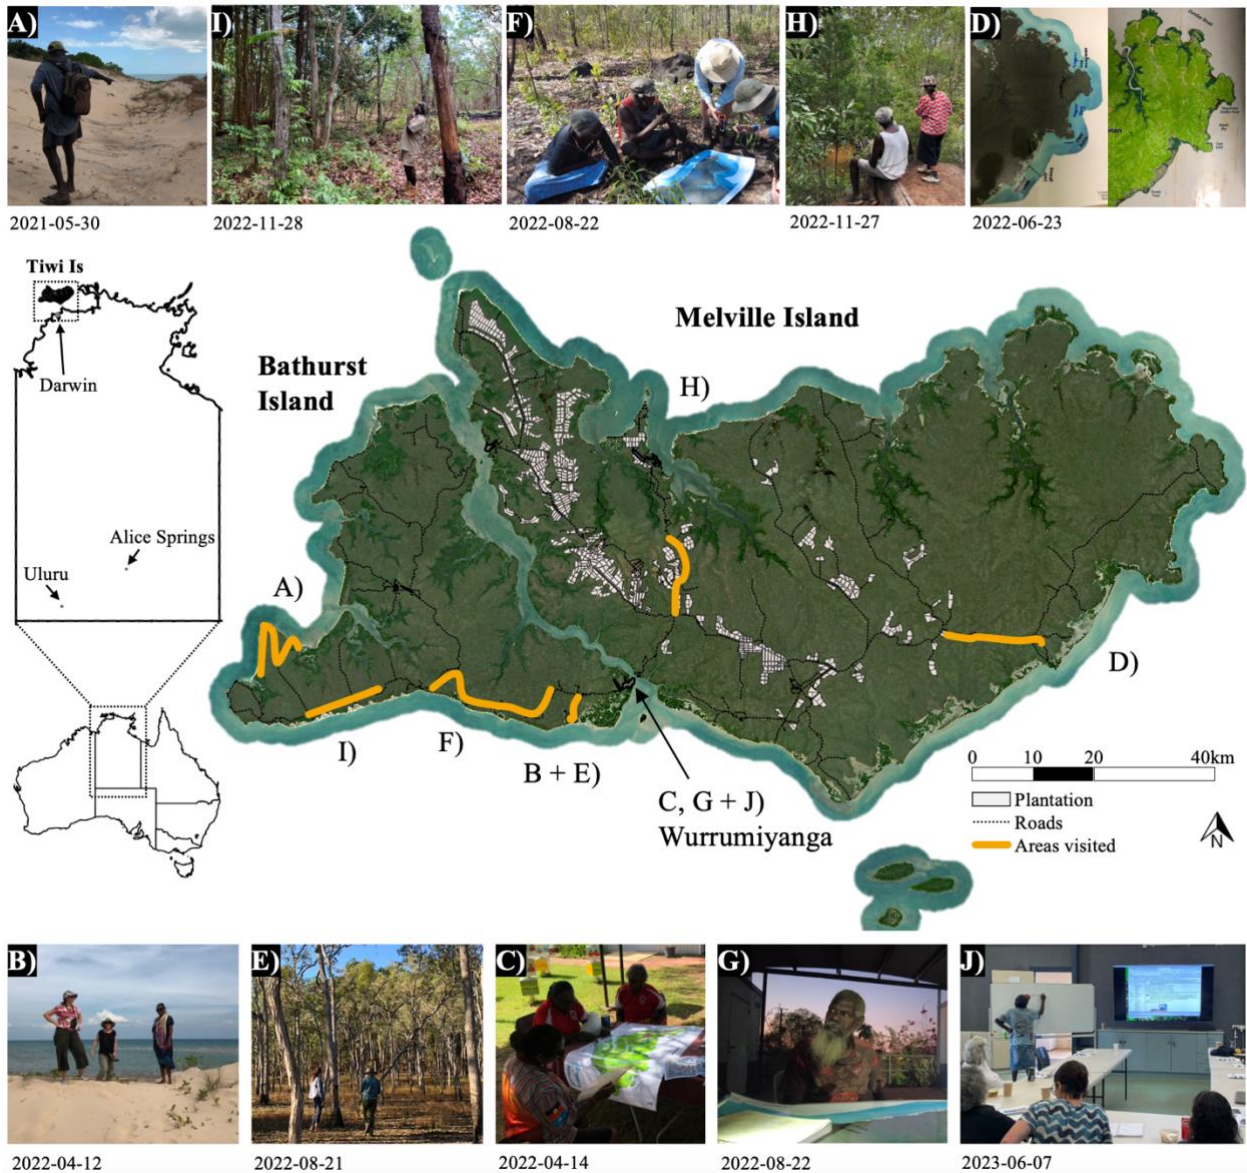 A)
I)
F)
H)
D)
2021-05-30
2022-11-28
2022-08-22
2022-11-27
2022-06-23
Tiwi Is
Darwin
Alice Springs
Uluru
Bathurst
Island
Melville Island
H)
A)
D)
I)
F)
B + E)
C, G + J)
Wurrumiyanga
0 10 20 40km
Plantation
Roads
Areas visited
N
B)
E)
C)
G)
J)
2022-04-12
2022-08-21
2022-04-14
2022-08-22
2023-06-07